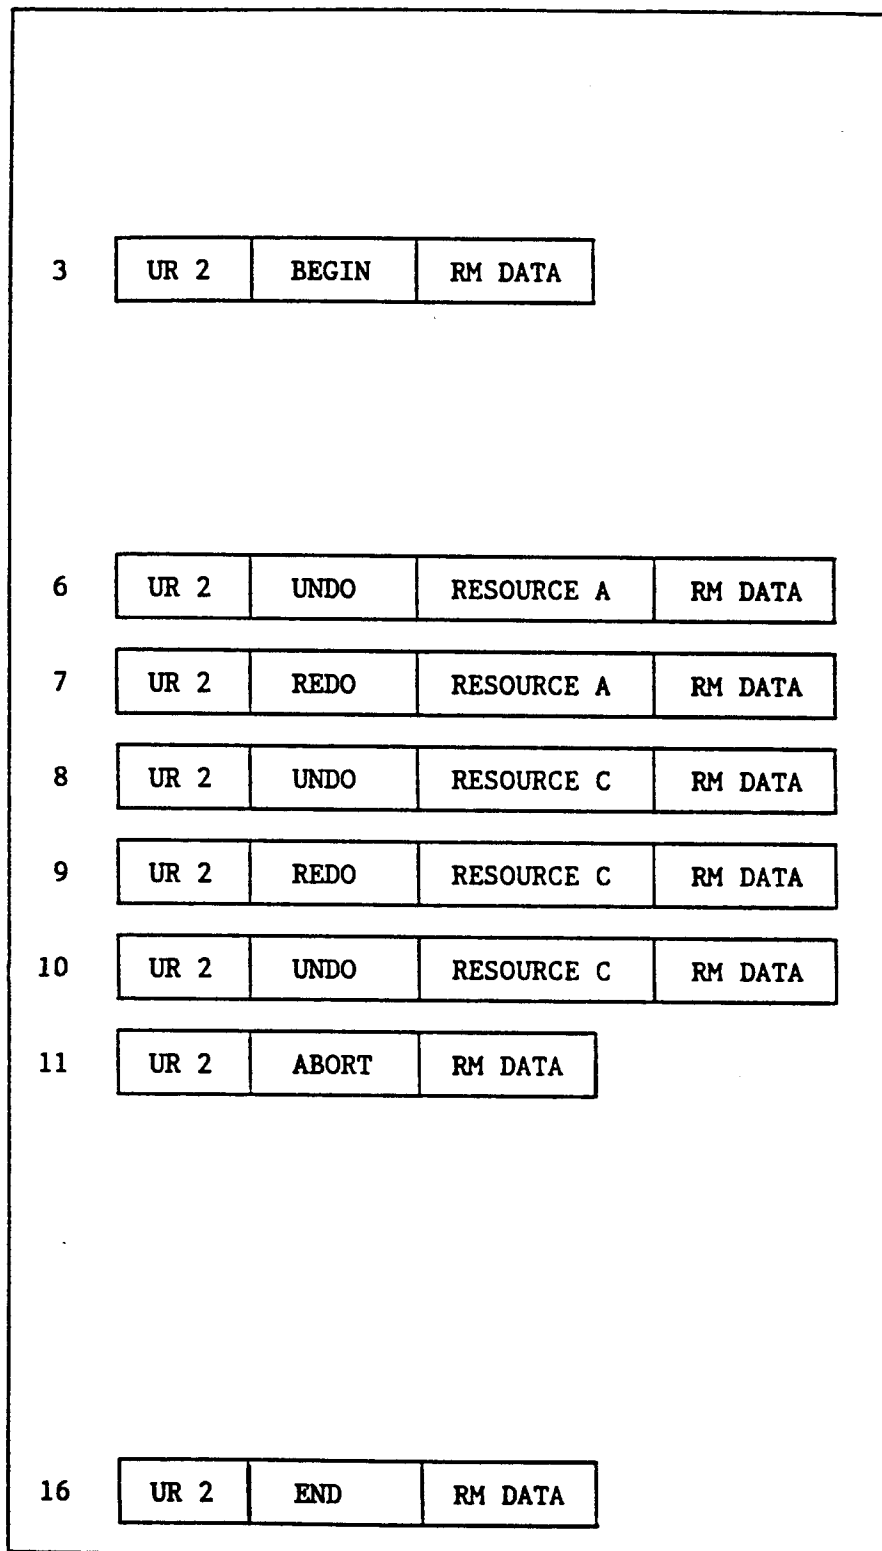 3 UR 2 BEGIN RM DATA
6 UR 2 UNDO RESOURCE A RM DATA
7 UR 2 REDO RESOURCE A RM DATA
8 UR 2 UNDO RESOURCE C RM DATA
9 UR 2 REDO RESOURCE C RM DATA
10 UR 2 UNDO RESOURCE C RM DATA
11 UR 2 ABORT RM DATA
16 UR 2 END RM DATA